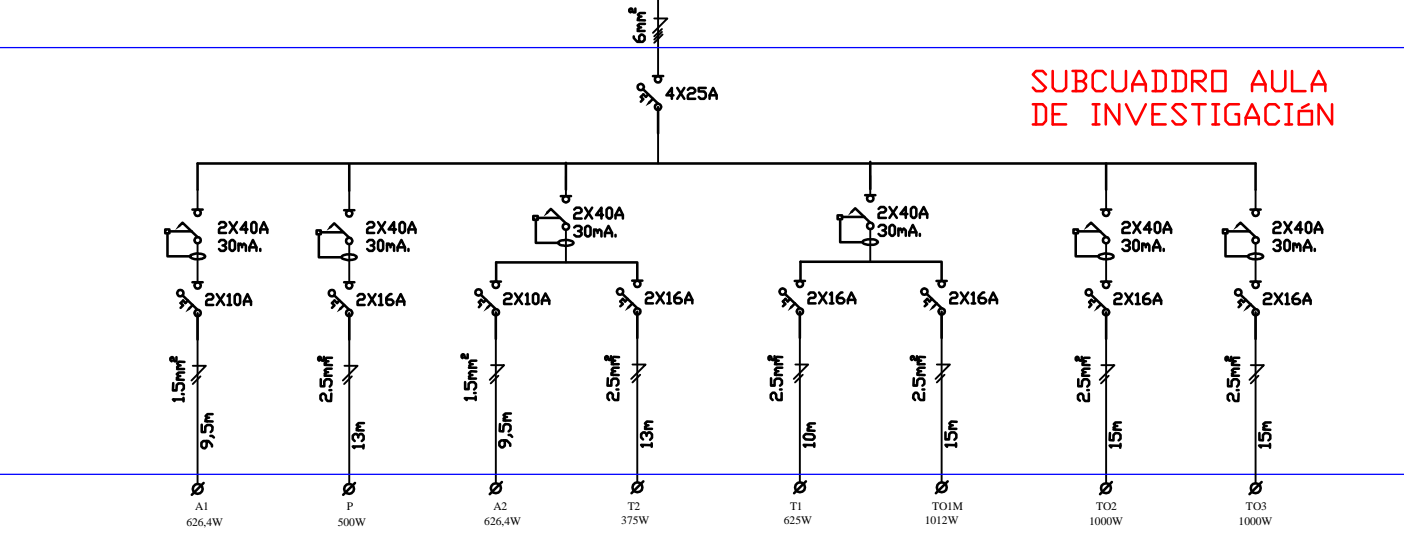 6mm²
SUBCUADDRO AULA
DE INVESTIGACIóN
4X25A
2X40A
30mA.
2X40A
30mA.
2X40A
30mA.
2X40A
30mA.
2X40A
30mA.
2X40A
30mA.
2X10A
2X16A
2X10A
2X16A
2X16A
2X16A
2X16A
2X16A
1.5mm²
2.5mm²
1.5mm²
2.5mm²
2.5mm²
2.5mm²
2.5mm²
2.5mm²
9,5m
13m
9,5m
13m
10m
15m
15m
15m
A1
626,4W
P
500W
A2
626,4W
T2
375W
T1
625W
TO1M
1012W
TO2
1000W
TO3
1000W